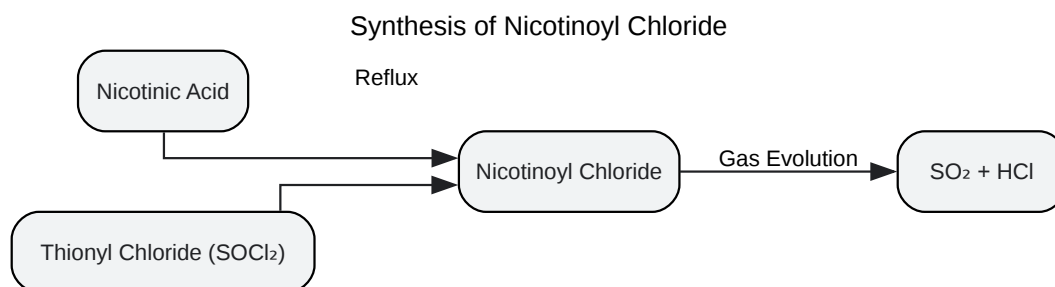 Synthesis of Nicotinoyl Chloride
Reflux
Nicotinic Acid
Thionyl Chloride (SOCl₂)
Nicotinoyl Chloride
Gas Evolution
SO₂ + HCl